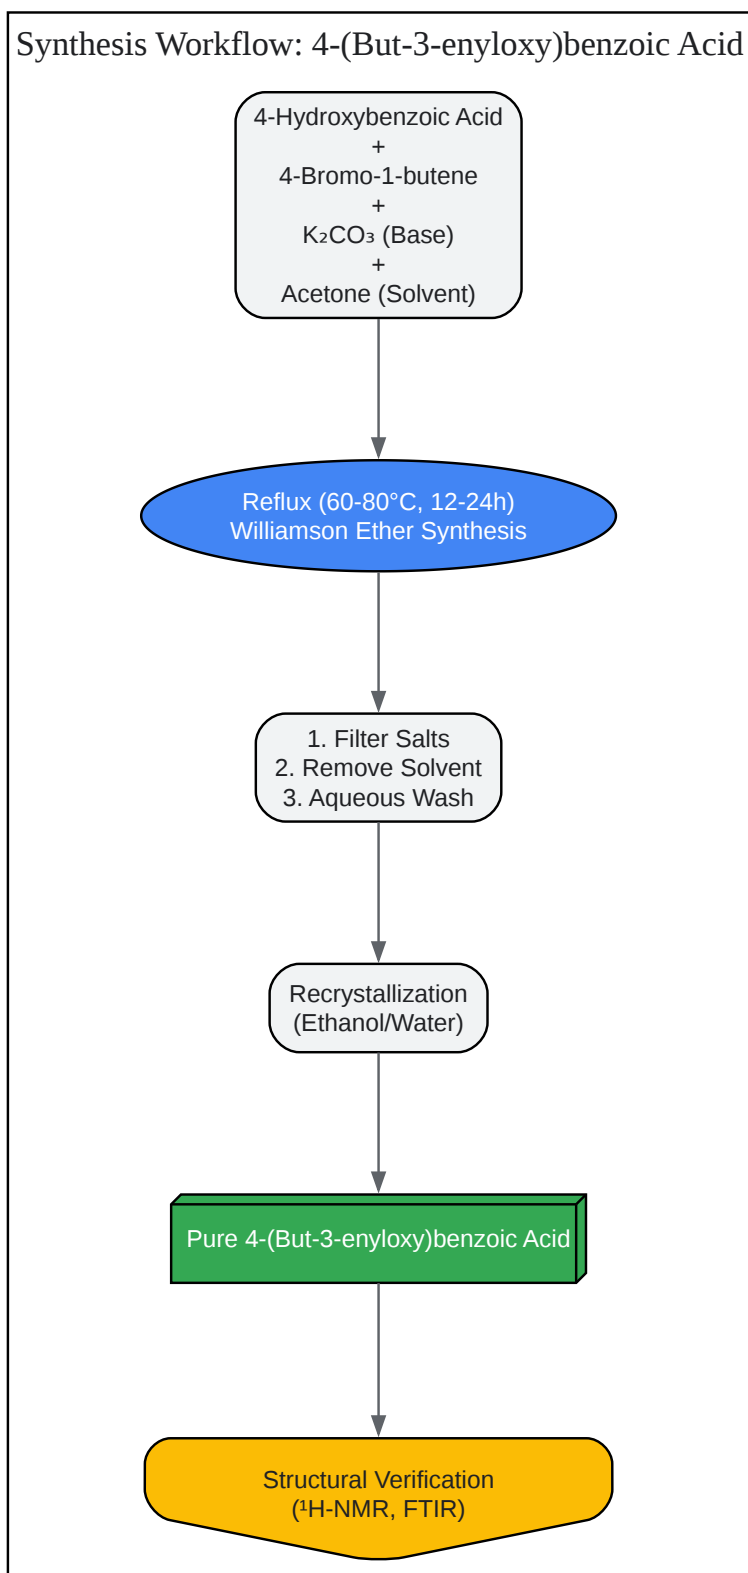 Synthesis Workflow: 4-(But-3-enyloxy)benzoic Acid
4-Hydroxybenzoic Acid
+
4-Bromo-1-butene
+
K₂CO₃ (Base)
+
Acetone (Solvent)
Reflux (60-80°C, 12-24h)
Williamson Ether Synthesis
1. Filter Salts
2. Remove Solvent
3. Aqueous Wash
Recrystallization
(Ethanol/Water)
Pure 4-(But-3-enyloxy)benzoic Acid
Structural Verification
(¹H-NMR, FTIR)